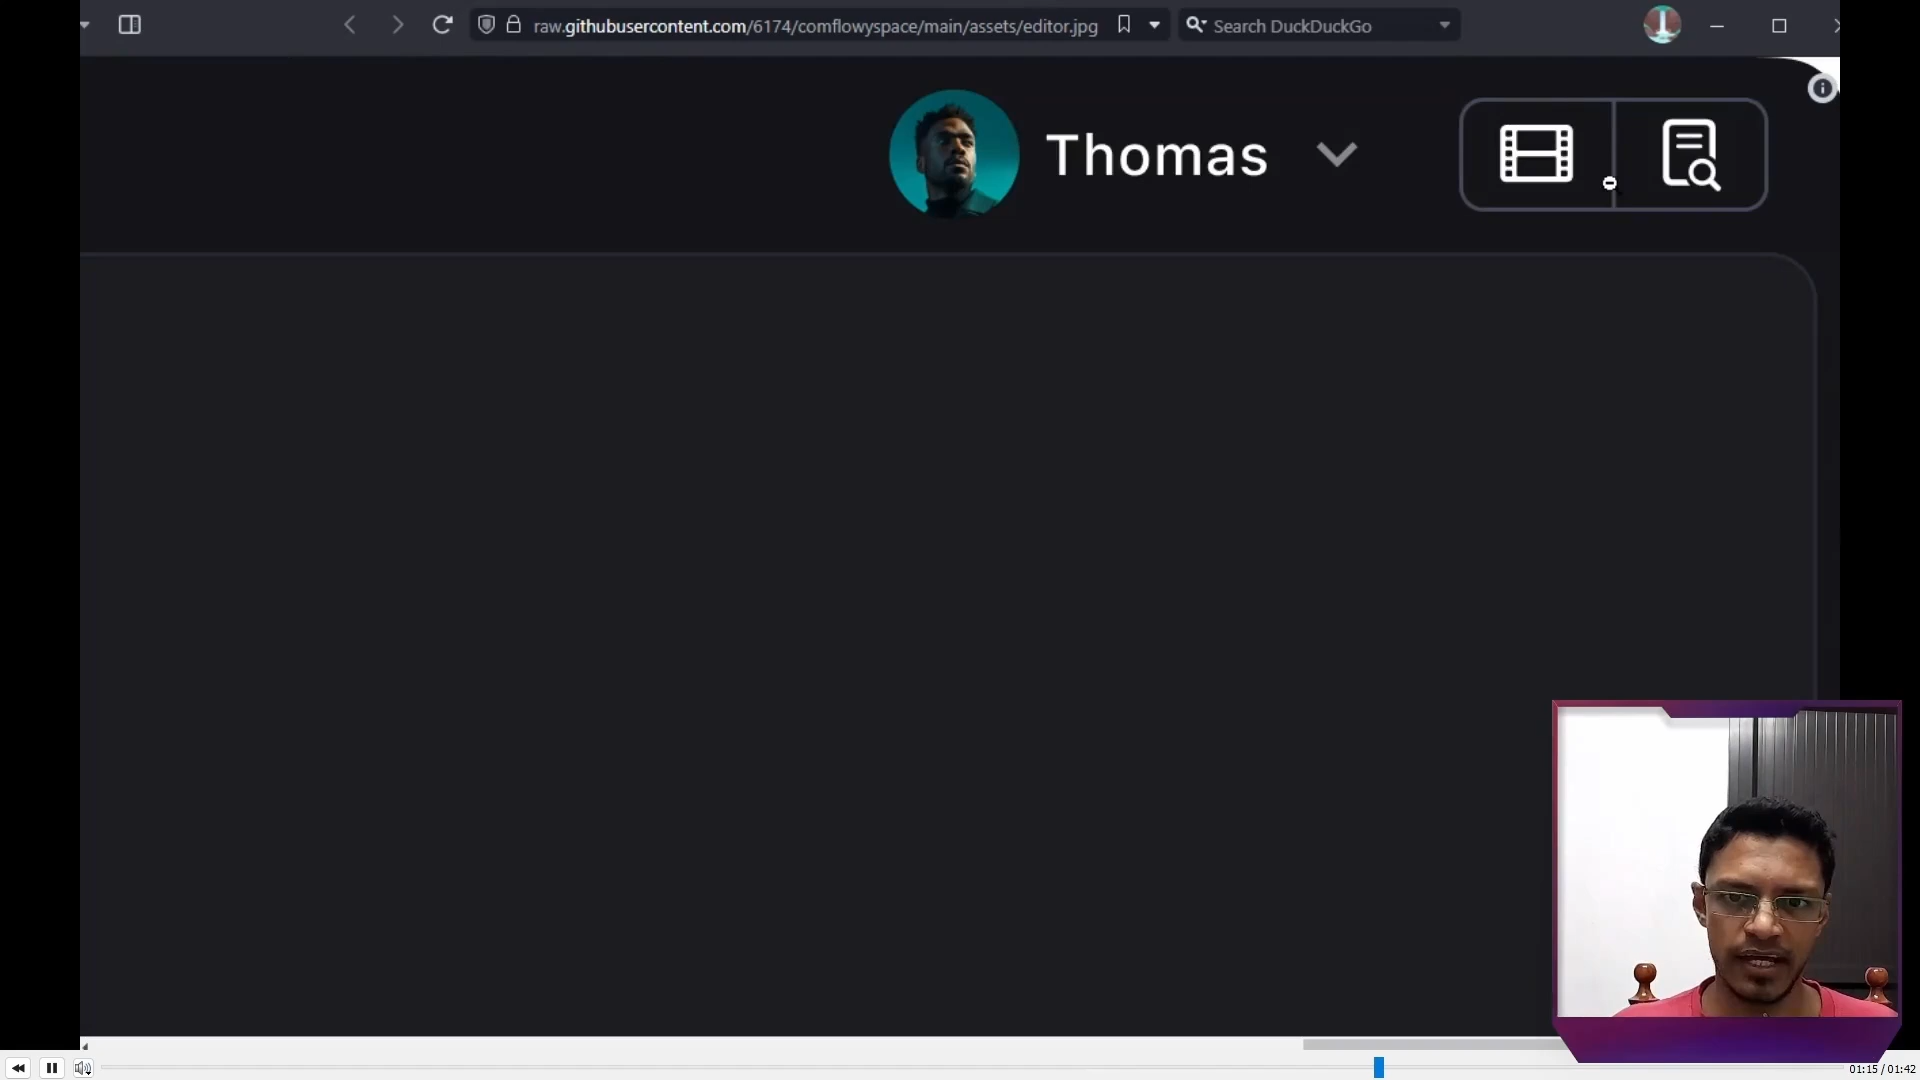 raw.githubusercontent.com/6174/comflowyspace/main/assets/editor.jpg
Search DuckDuckGo
Thomas
01:15 / 01:42